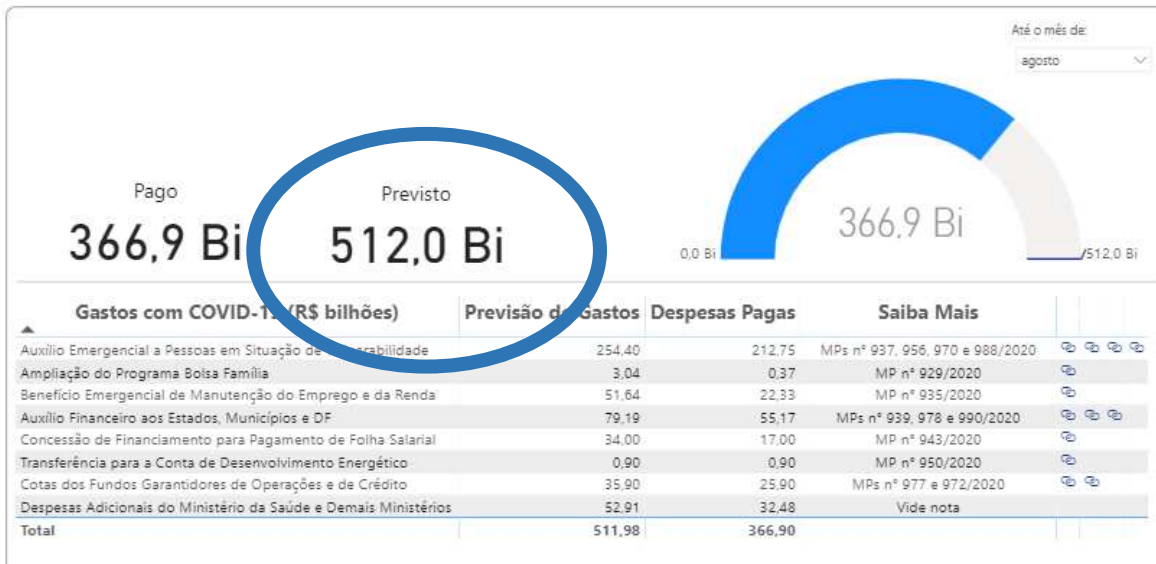 Até o mês de:
agosto
Pago
Previsto
366,9 Bi
512,0 Bi
366,9 Bi
0,0 Bi
/512,0 Bi
Gastos com COVID-1 (R$ bilhões) Previsão de Gastos Despesas Pagas Saiba Mais
Auxílio Emergencial a Pessoas em Situação de Vulnerabilidade 254,40 212,75 MPs nº 937, 956, 970 e 988/2020
Ampliação do Programa Bolsa Família 3,04 0,37 MP nº 929/2020
Benefício Emergencial de Manutenção do Emprego e da Renda 51,64 22,33 MP nº 935/2020
Auxílio Financeiro aos Estados, Municípios e DF 79,19 55,17 MPs nº 939, 978 e 990/2020
Concessão de Financiamento para Pagamento de Folha Salarial 34,00 17,00 MP nº 943/2020
Transferência para a Conta de Desenvolvimento Energético 0,90 0,90 MP nº 950/2020
Cotas dos Fundos Garantidores de Operações e de Crédito 35,90 25,90 MPs nº 977 e 972/2020
Despesas Adicionais do Ministério da Saúde e Demais Ministérios 52,91 32,48 Vide nota
Total 511,98 366,90